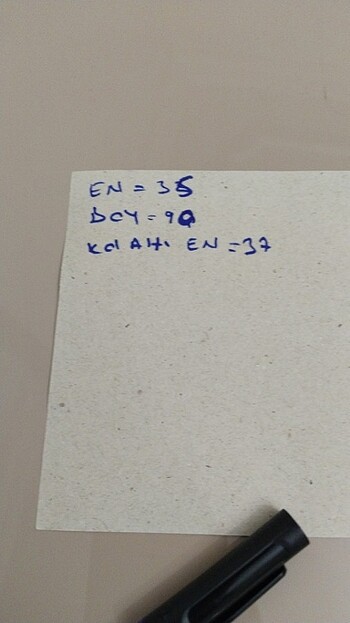 EN = 35
BOY = 90
Kol Altı EN = 37